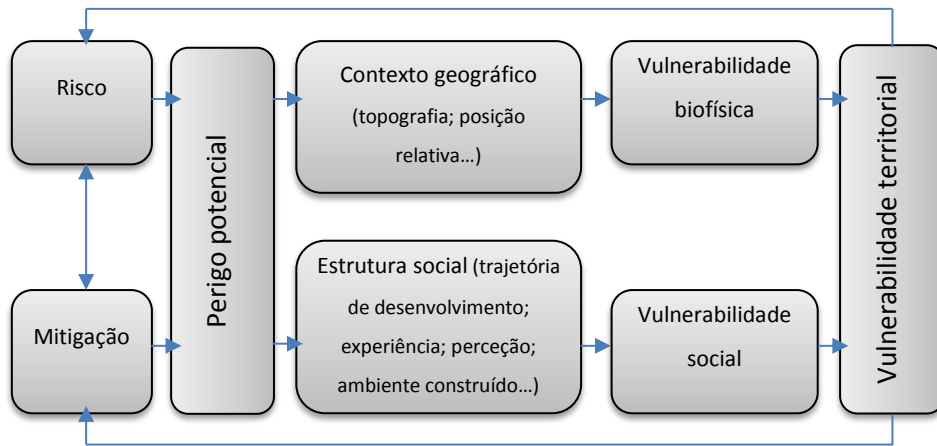 Risco
Mitigação
Perigo potencial
Contexto geográfico
(topografia; posição
relativa…)
Estrutura social (trajetória
de desenvolvimento;
experiência; perceção;
ambiente construído…)
Vulnerabilidade
biofísica
Vulnerabilidade
social
Vulnerabilidade territorial